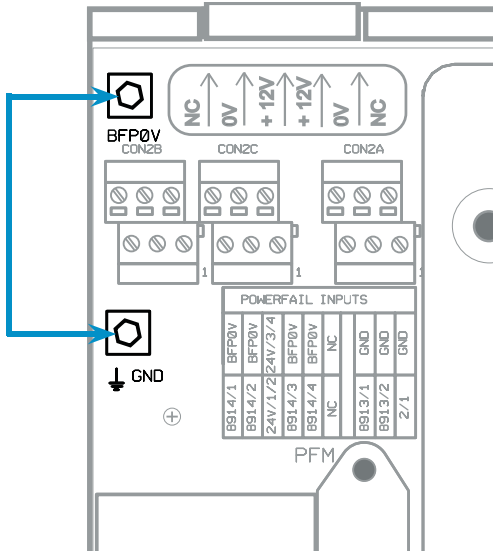 NC 0V +12V +12V 0V NC
BFP0V
CON2B CON2C CON2A
1 1 1
POWERFAIL INPUTS
BFP0V BFP0V 24V/3/4 BFP0V BFP0V NC GND GND GND
B914/1 B914/2 24V/1/2 B914/3 B914/4 NC B913/1 B913/2 2/1
GND
PFM